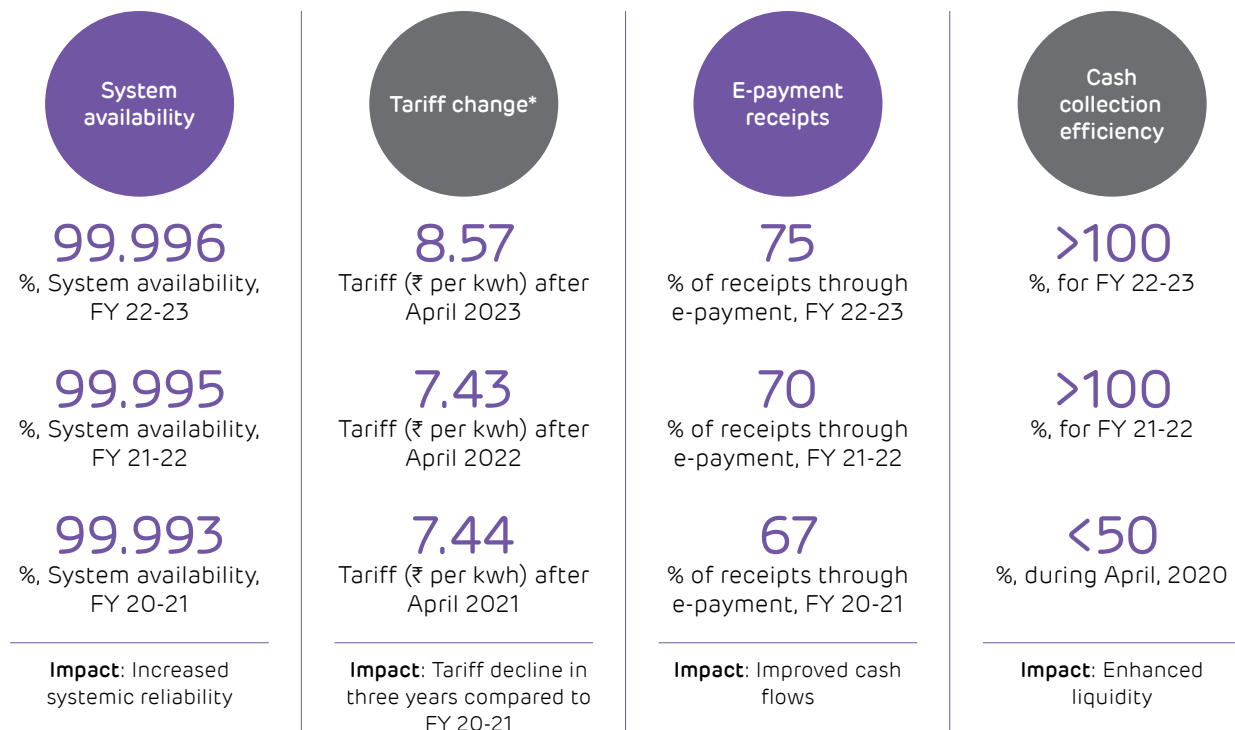 System
availability
99.996
%, System availability,
FY 22-23
99.995
%, System availability,
FY 21-22
99.993
%, System availability,
FY 20-21
Impact: Increased
systemic reliability
Tariff change*
8.57
Tariff (₹ per kwh) after
April 2023
7.43
Tariff (₹ per kwh) after
April 2022
7.44
Tariff (₹ per kwh) after
April 2021
Impact: Tariff decline in
three years compared to
FY 20-21
E-payment
receipts
75
% of receipts through
e-payment, FY 22-23
70
% of receipts through
e-payment, FY 21-22
67
% of receipts through
e-payment, FY 20-21
Impact: Improved cash
flows
Cash
collection
efficiency
>100
%, for FY 22-23
>100
%, for FY 21-22
<50
%, during April, 2020
Impact: Enhanced
liquidity